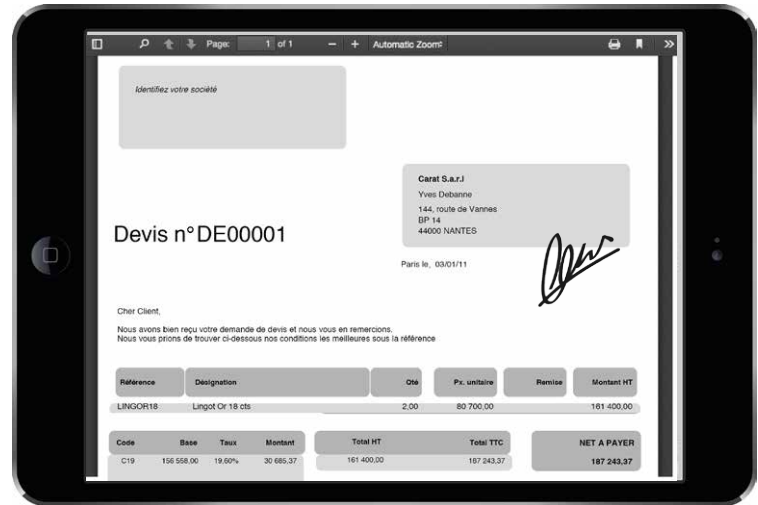 Page: 1 of 1 − + Automatic Zoom
Identifiez votre société
Carat S.a.r.l
Yves Debanne
144, route de Vannes
BP 14
44000 NANTES
Devis n° DE00001
Paris le, 03/01/11
Cher Client,
Nous avons bien reçu votre demande de devis et nous vous en remercions.
Nous vous prions de trouver ci-dessous nos conditions les meilleures sous la référence
Référence Désignation Qté Px. unitaire Remise Montant HT
LINGOR18 Lingot Or 18 cts 2,00 80 700,00 161 400,00
Code Base Taux Montant Total HT Total TTC NET A PAYER
C19 156 558,00 19,60% 30 685,37 161 400,00 187 243,37 187 243,37